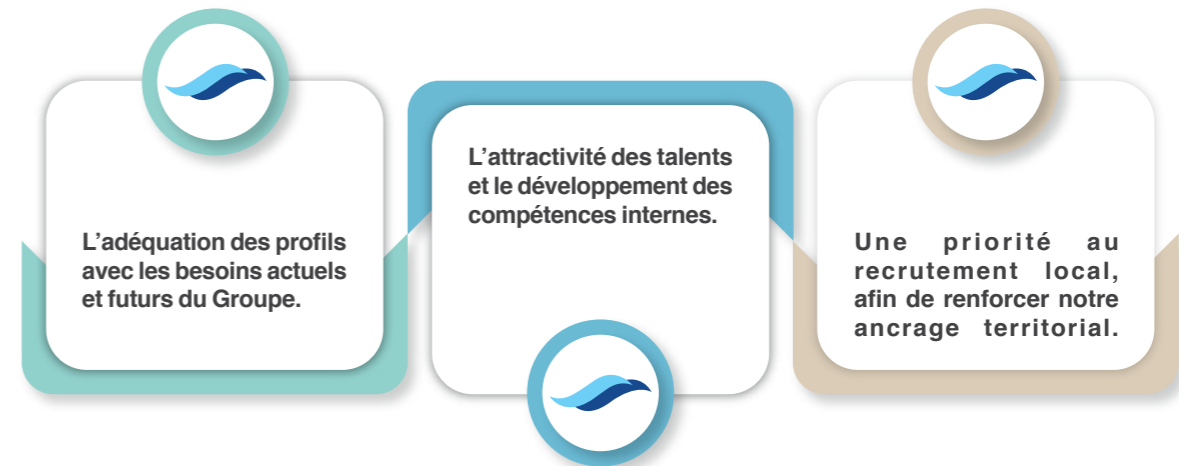 L’adéquation des profils
avec les besoins actuels
et futurs du Groupe.
L’attractivité des talents
et le développement des
compétences internes.
Une priorité au
recrutement local,
afin de renforcer notre
ancrage territorial.